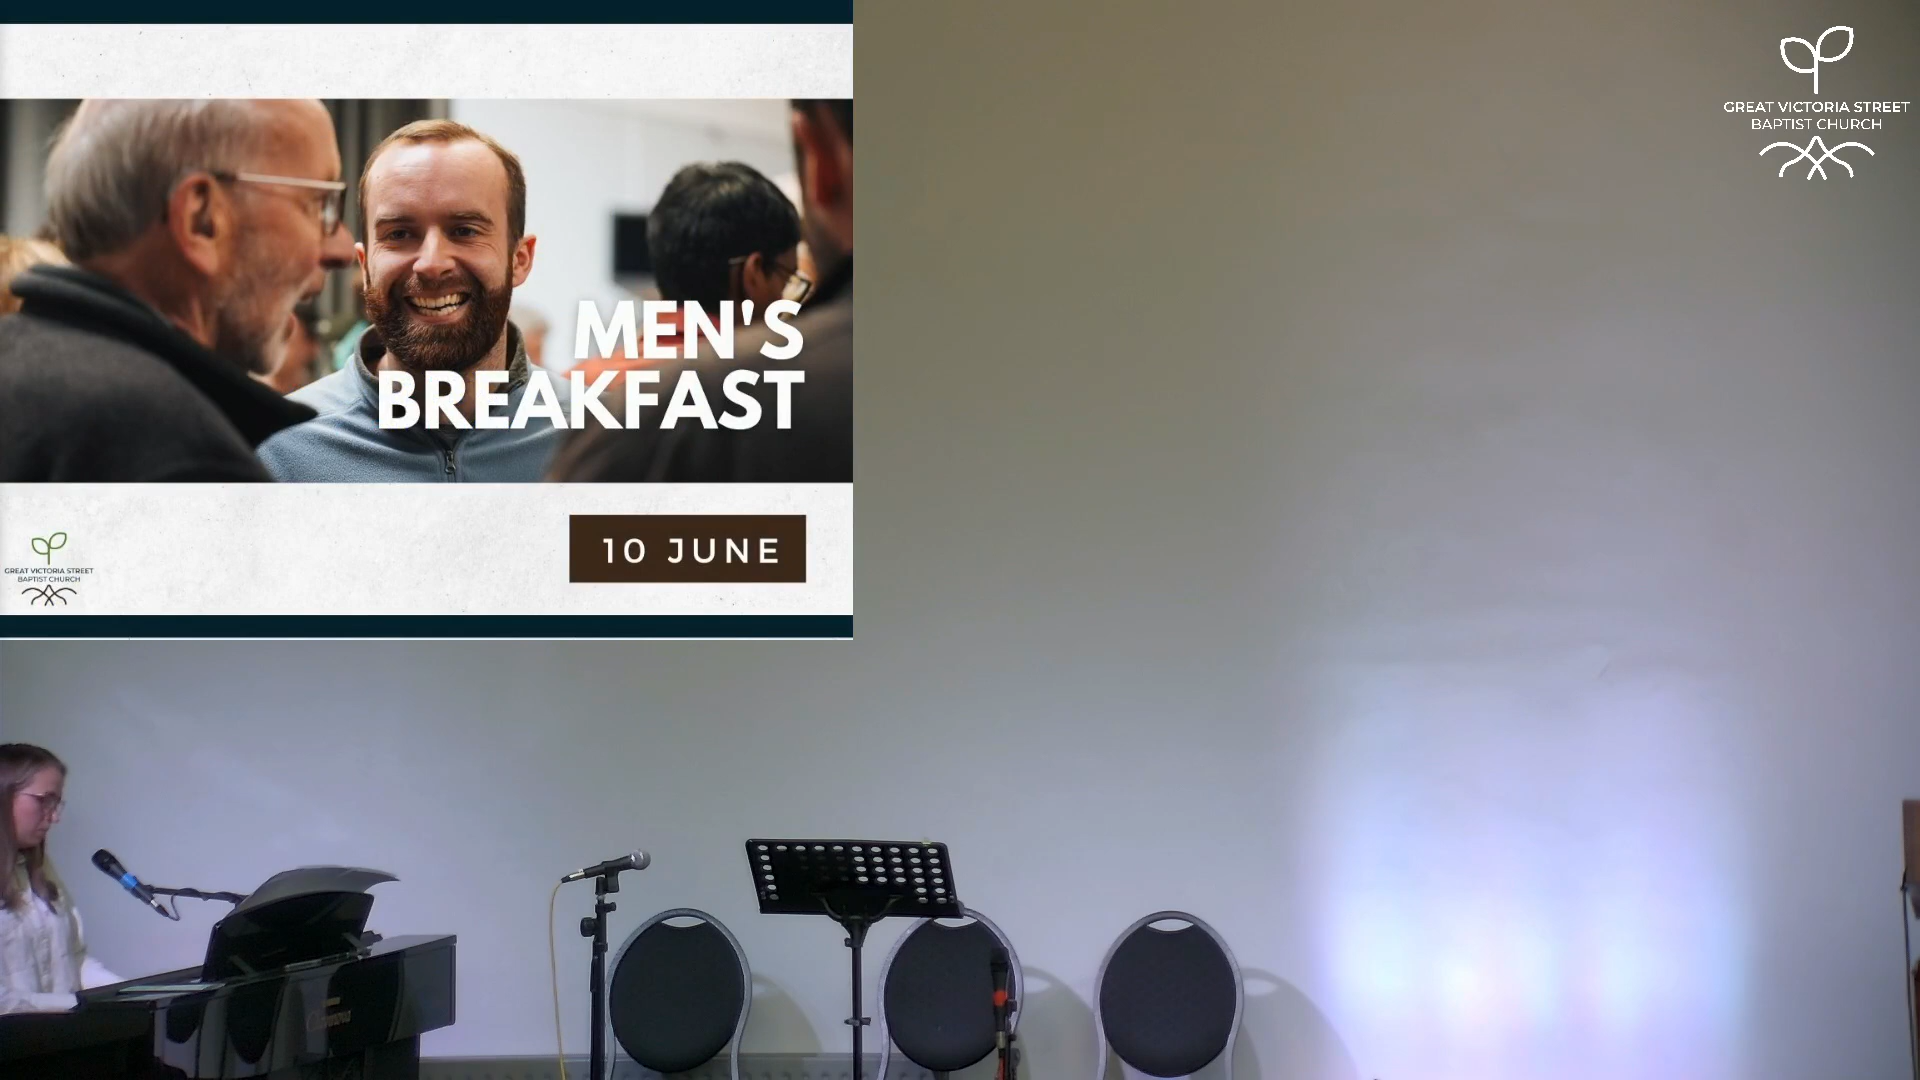 MEN'S
BREAKFAST
10 JUNE
GREAT VICTORIA STREET
BAPTIST CHURCH
GREAT VICTORIA STREET
BAPTIST CHURCH